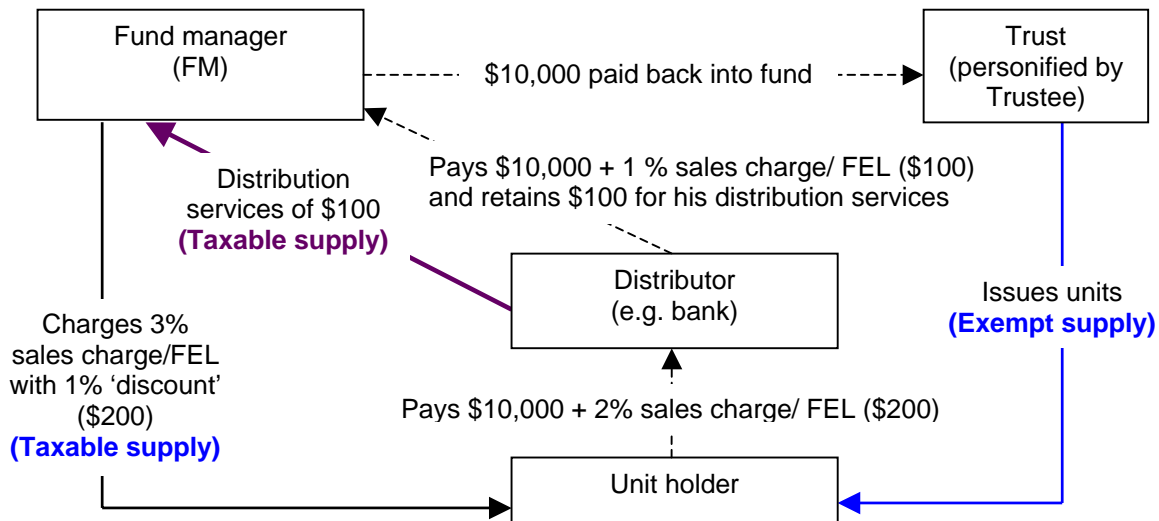 Fund manager
(FM)
$10,000 paid back into fund
Trust
(personified by
Trustee)
Pays $10,000 + 1 % sales charge/ FEL ($100)
and retains $100 for his distribution services
Distribution
services of $100
(Taxable supply)
Distributor
(e.g. bank)
Issues units
(Exempt supply)
Charges 3%
sales charge/FEL
with 1% ‘discount’
($200)
(Taxable supply)
Pays $10,000 + 2% sales charge/ FEL ($200)
Unit holder